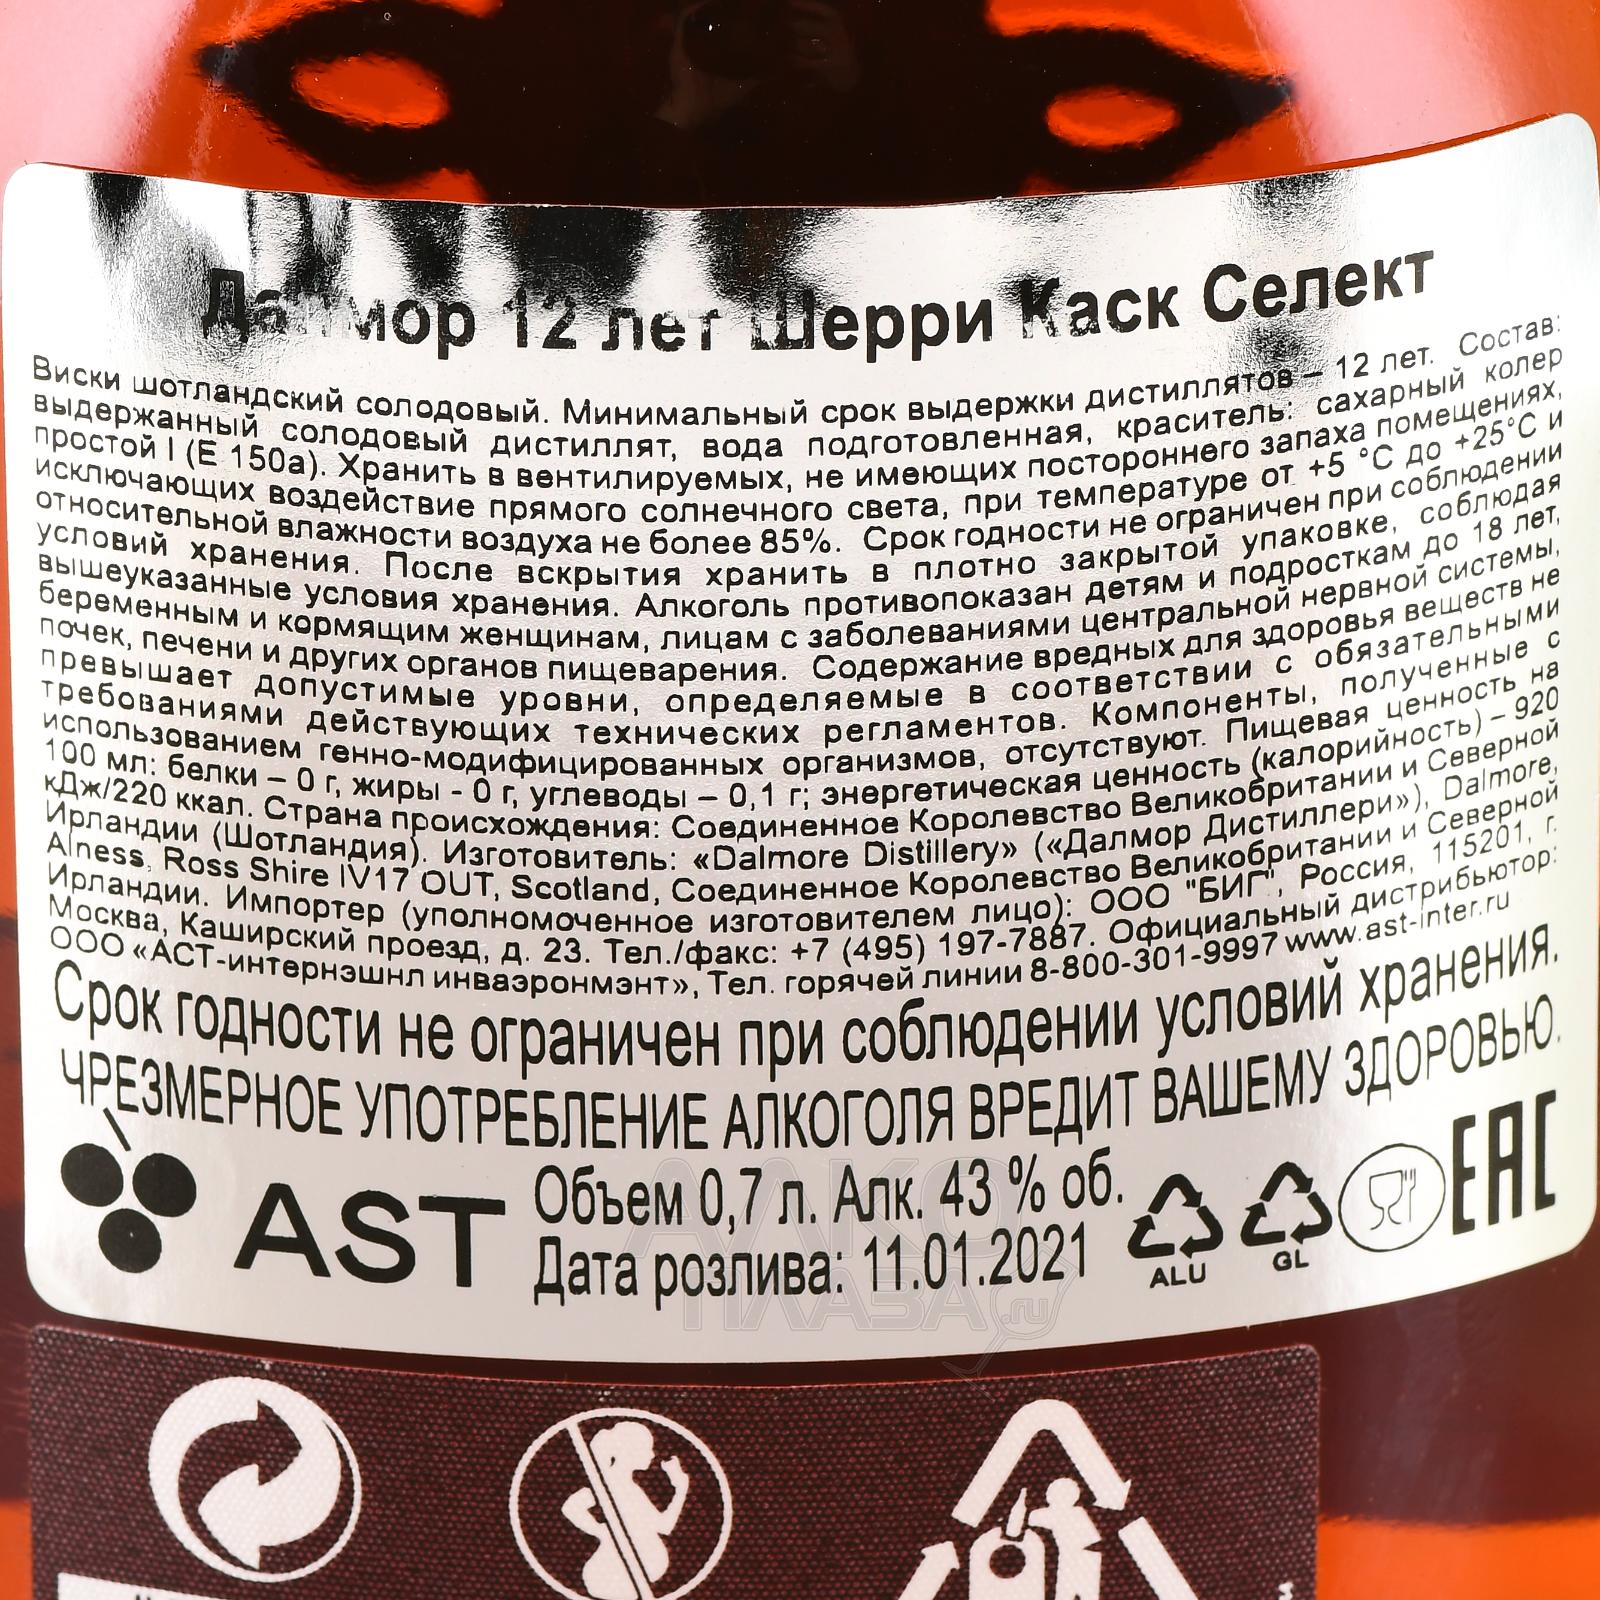 Далмор 12 лет Шерри Каск Селект
Виски шотландский солодовый. Минимальный срок выдержки дистиллятов – 12 лет. Состав:
выдержанный солодовый дистиллят, вода подготовленная, краситель: сахарный колер
простой I (Е 150а). Хранить в вентилируемых, не имеющих постороннего запаха помещениях,
исключающих воздействие прямого солнечного света, при температуре от +5 °C до +25°C и
относительной влажности воздуха не более 85%. Срок годности не ограничен при соблюдении
условий хранения. После вскрытия хранить в плотно закрытой упаковке, соблюдая
вышеуказанные условия хранения. Алкоголь противопоказан детям и подросткам до 18 лет,
беременным и кормящим женщинам, лицам с заболеваниями центральной нервной системы,
почек, печени и других органов пищеварения. Содержание вредных для здоровья веществ не
превышает допустимые уровни, определяемые в соответствии с обязательными
требованиями действующих технических регламентов. Компоненты, полученные с
использованием генно-модифицированных организмов, отсутствуют. Пищевая ценность на
100 мл: белки – 0 г, жиры - 0 г, углеводы – 0,1 г; энергетическая ценность (калорийность) – 920
кДж/220 ккал. Страна происхождения: Соединенное Королевство Великобритании и Северной
Ирландии (Шотландия). Изготовитель: «Dalmore Distillery» («Далмор Дистиллери»), Dalmore,
Alness, Ross Shire IV17 OUT, Scotland, Соединенное Королевство Великобритании и Северной
Ирландии. Импортер (уполномоченное изготовителем лицо): ООО "БИГ", Россия, 115201, г.
Москва, Каширский проезд, д. 23. Тел./факс: +7 (495) 197-7887. Официальный дистрибьютор:
ООО «АСТ-интернэшнл инваэронмэнт», Тел. горячей линии 8-800-301-9997 www.ast-inter.ru
Срок годности не ограничен при соблюдении условий хранения.
ЧРЕЗМЕРНОЕ УПОТРЕБЛЕНИЕ АЛКОГОЛЯ ВРЕДИТ ВАШЕМУ ЗДОРОВЬЮ.
AST
Объем 0,7 л. Алк. 43 % об.
Дата розлива: 11.01.2021
ALU
GL
EAC
АЛКО
ПЛАЗА.ru